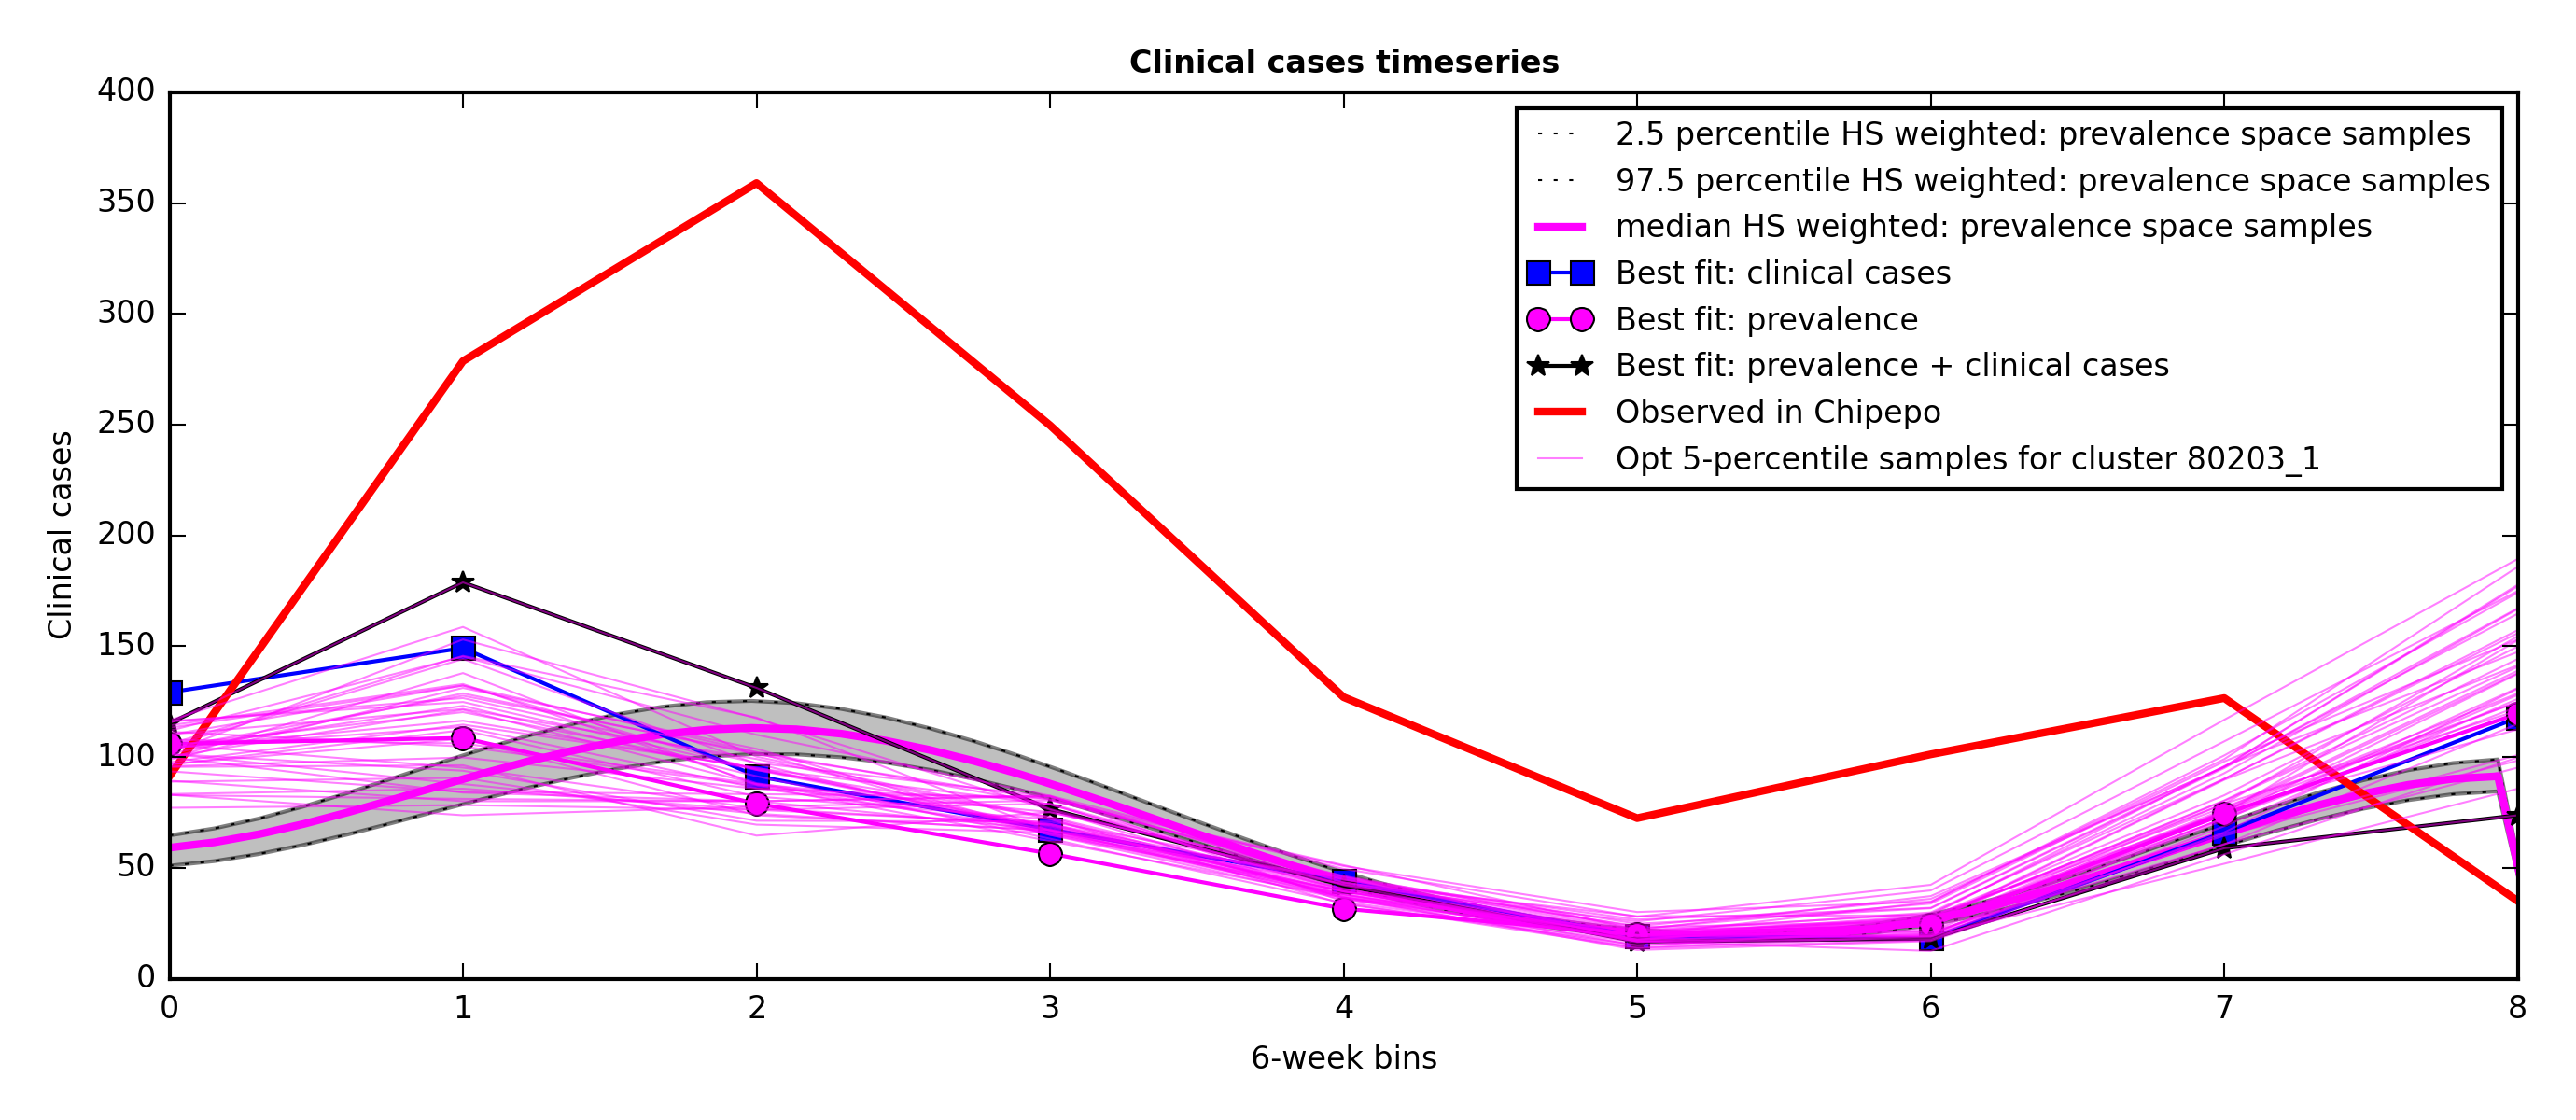 Clinical cases timeseries
400
350
300
250
200
150
100
50
0
Clinical cases
2.5 percentile HS weighted: prevalence space samples
97.5 percentile HS weighted: prevalence space samples
median HS weighted: prevalence space samples
Best fit: clinical cases
Best fit: prevalence
Best fit: prevalence + clinical cases
Observed in Chipepo
Opt 5-percentile samples for cluster 80203_1
0 1 2 3 4 5 6 7 8
6-week bins